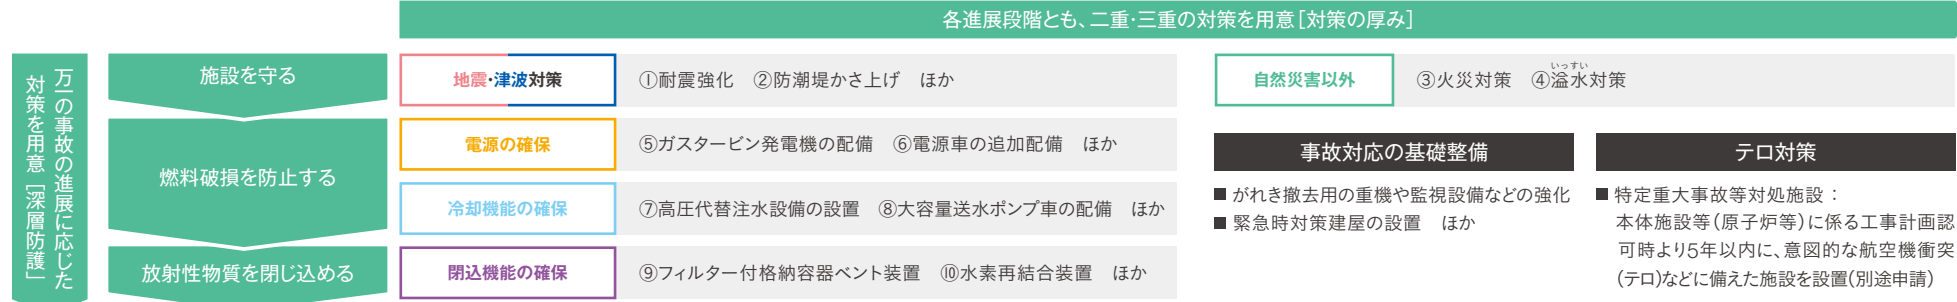 各進展段階とも、二重・三重の対策を用意[対策の厚み]
万一の事故の進展に応じた
対策を用意［深層防護］
施設を守る
地震・津波対策
①耐震強化　②防潮堤かさ上げ　ほか
自然災害以外
いっすい
③火災対策　④溢水対策
燃料破損を防止する
電源の確保
⑤ガスタービン発電機の配備　⑥電源車の追加配備　ほか
冷却機能の確保
⑦高圧代替注水設備の設置　⑧大容量送水ポンプ車の配備　ほか
放射性物質を閉じ込める
閉込機能の確保
⑨フィルター付格納容器ベント装置　⑩水素再結合装置　ほか
事故対応の基礎整備
■ がれき撤去用の重機や監視設備などの強化
■ 緊急時対策建屋の設置　ほか
テロ対策
■ 特定重大事故等対処施設：
本体施設等(原子炉等)に係る工事計画認
可時より5年以内に、意図的な航空機衝突
(テロ)などに備えた施設を設置(別途申請)